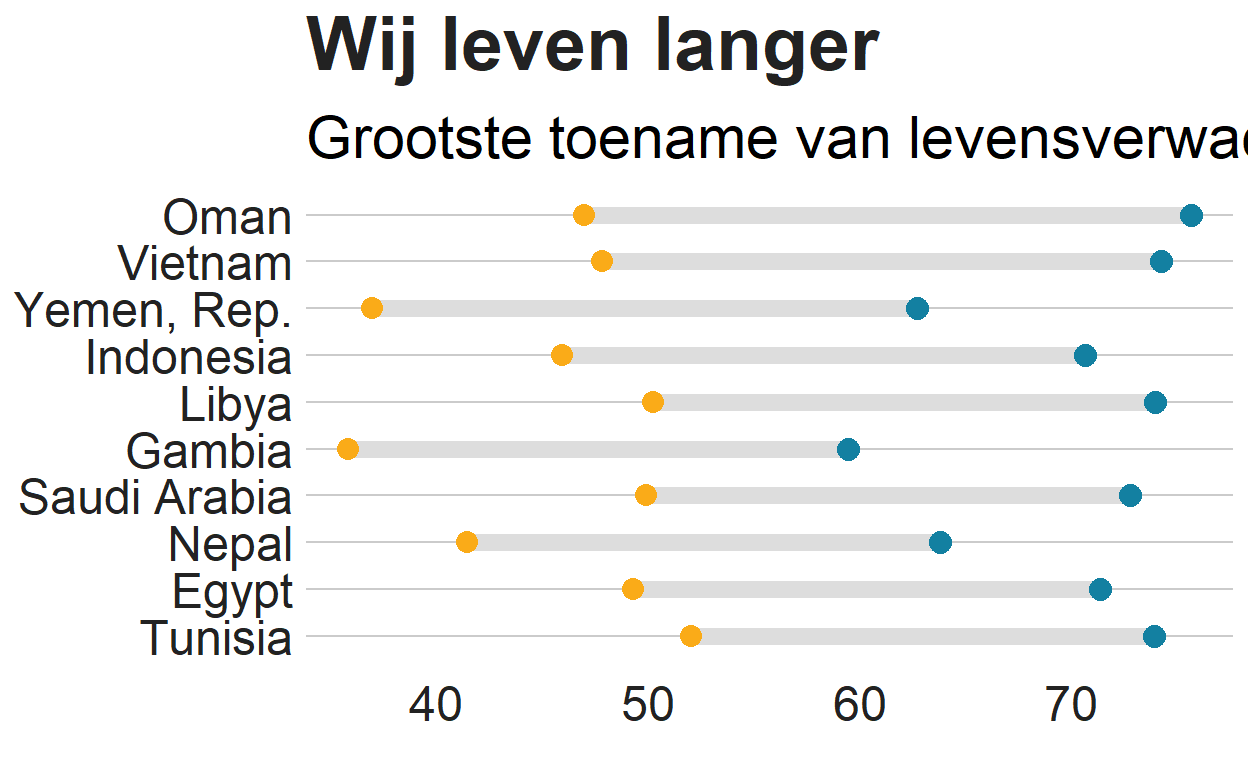 Wij leven langer
Grootste toename van
Oman
Vietnam
Yemen, Rep.
Indonesia
Libya
Gambia
Saudi Arabia
Nepal
Egypt
Tunisia
40 50 60 70